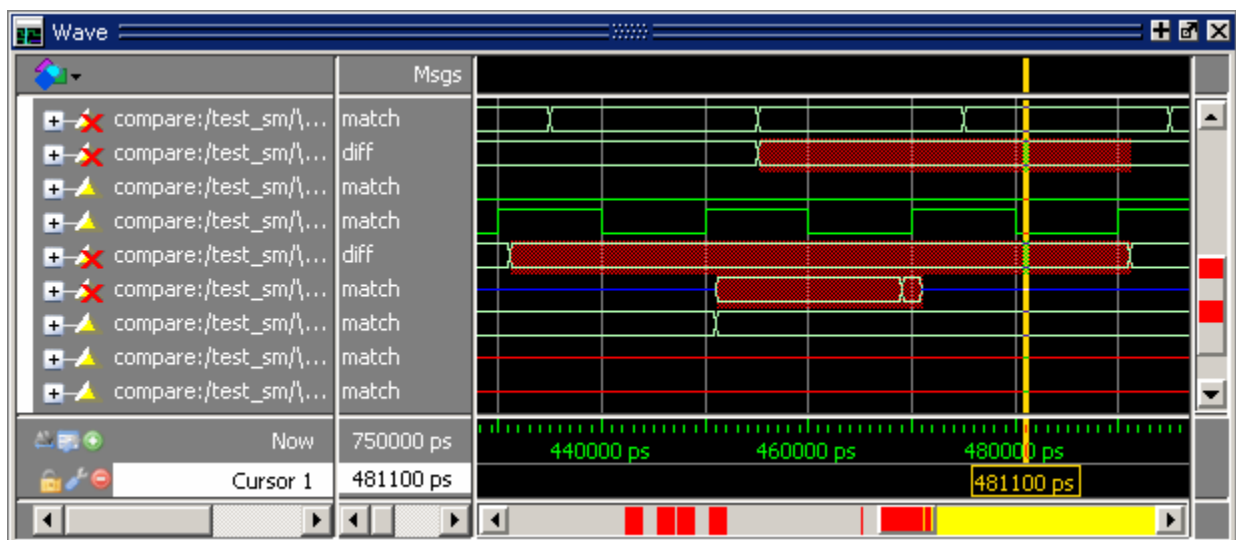 Wave
Msgs
compare:/test_sm/\... match
compare:/test_sm/\... diff
compare:/test_sm/\... match
compare:/test_sm/\... match
compare:/test_sm/\... diff
compare:/test_sm/\... match
compare:/test_sm/\... match
compare:/test_sm/\... match
compare:/test_sm/\... match
Now 750000 ps 440000 ps 460000 ps 480000 ps
Cursor 1 481100 ps 481100 ps